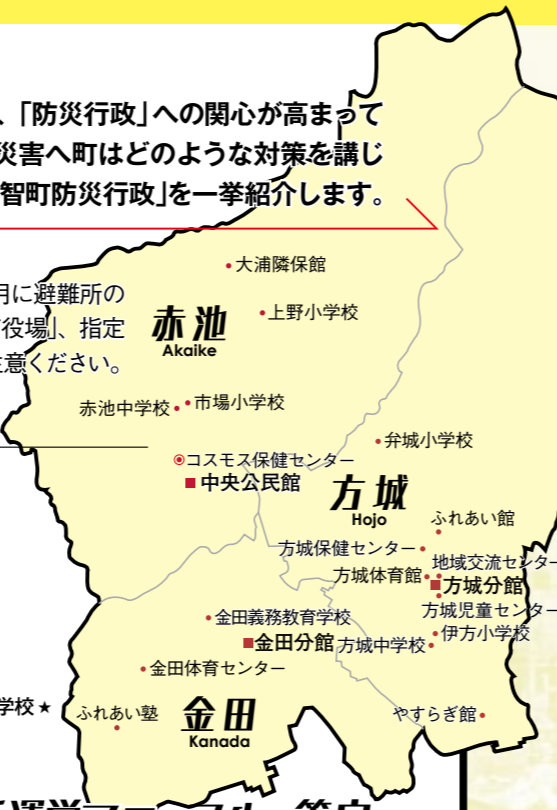 、「防災行政」への関心が高まって
災害へ町はどのような対策を講じ
智町防災行政」を一挙紹介します。
大浦隣保館
月に避難所の
上野小学校
赤池
役場」、指定
Akaike
意ください。
赤池中学校
市場小学校
弁城小学校
コスモス保健センター
中央公民館
方城
Hojo
ふれあい館
方城保健センター
地域交流センター
方城体育館
方城分館
方城児童センター
金田義務教育学校
伊方小学校
金田分館
方城中学校
金田体育センター
学校★
ふれあい塾
金田
Kanada
やすらぎ館